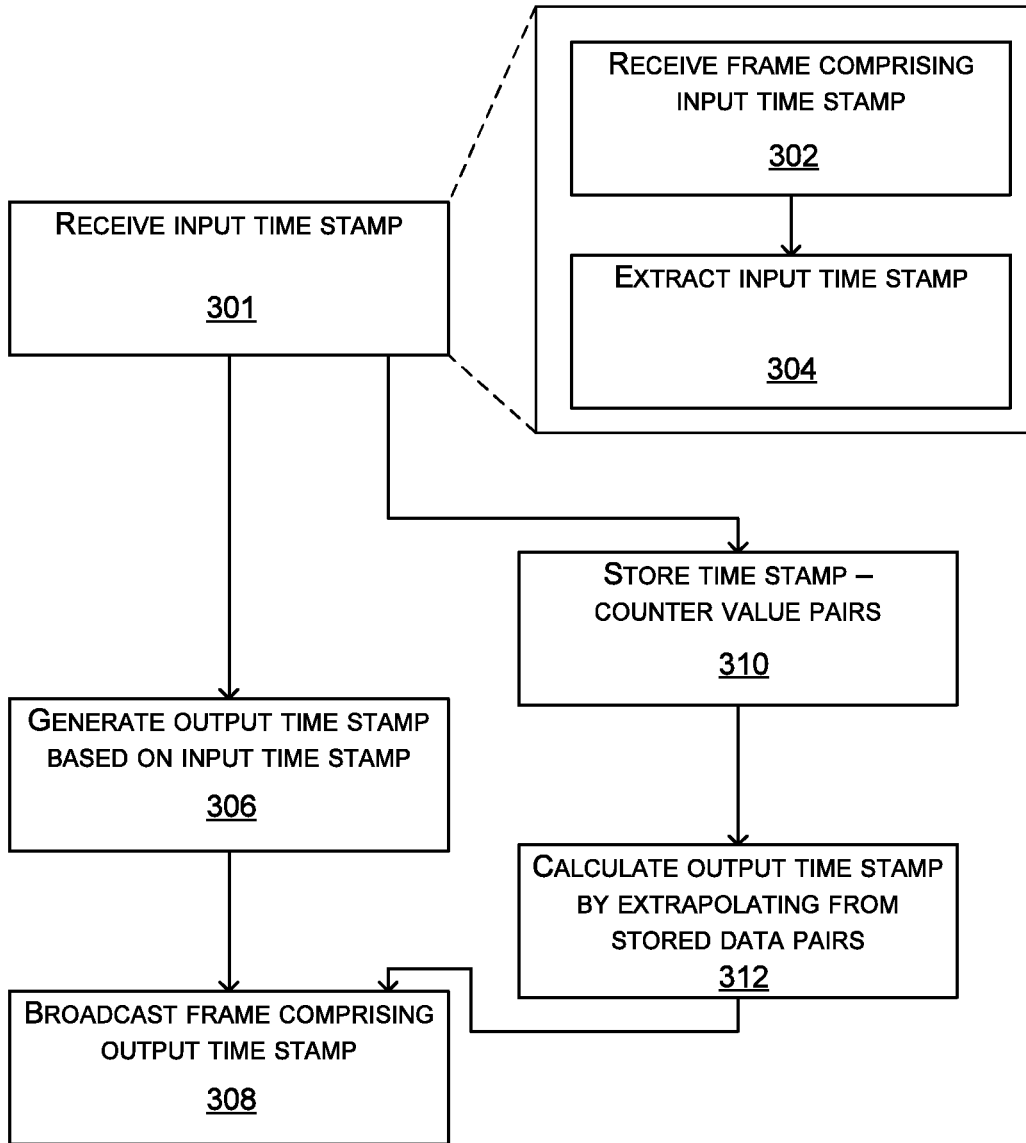 RECEIVE FRAME COMPRISING
INPUT TIME STAMP
302
RECEIVE INPUT TIME STAMP
301
EXTRACT INPUT TIME STAMP
304
STORE TIME STAMP –
COUNTER VALUE PAIRS
310
GENERATE OUTPUT TIME STAMP
BASED ON INPUT TIME STAMP
306
CALCULATE OUTPUT TIME STAMP
BY EXTRAPOLATING FROM
STORED DATA PAIRS
312
BROADCAST FRAME COMPRISING
OUTPUT TIME STAMP
308